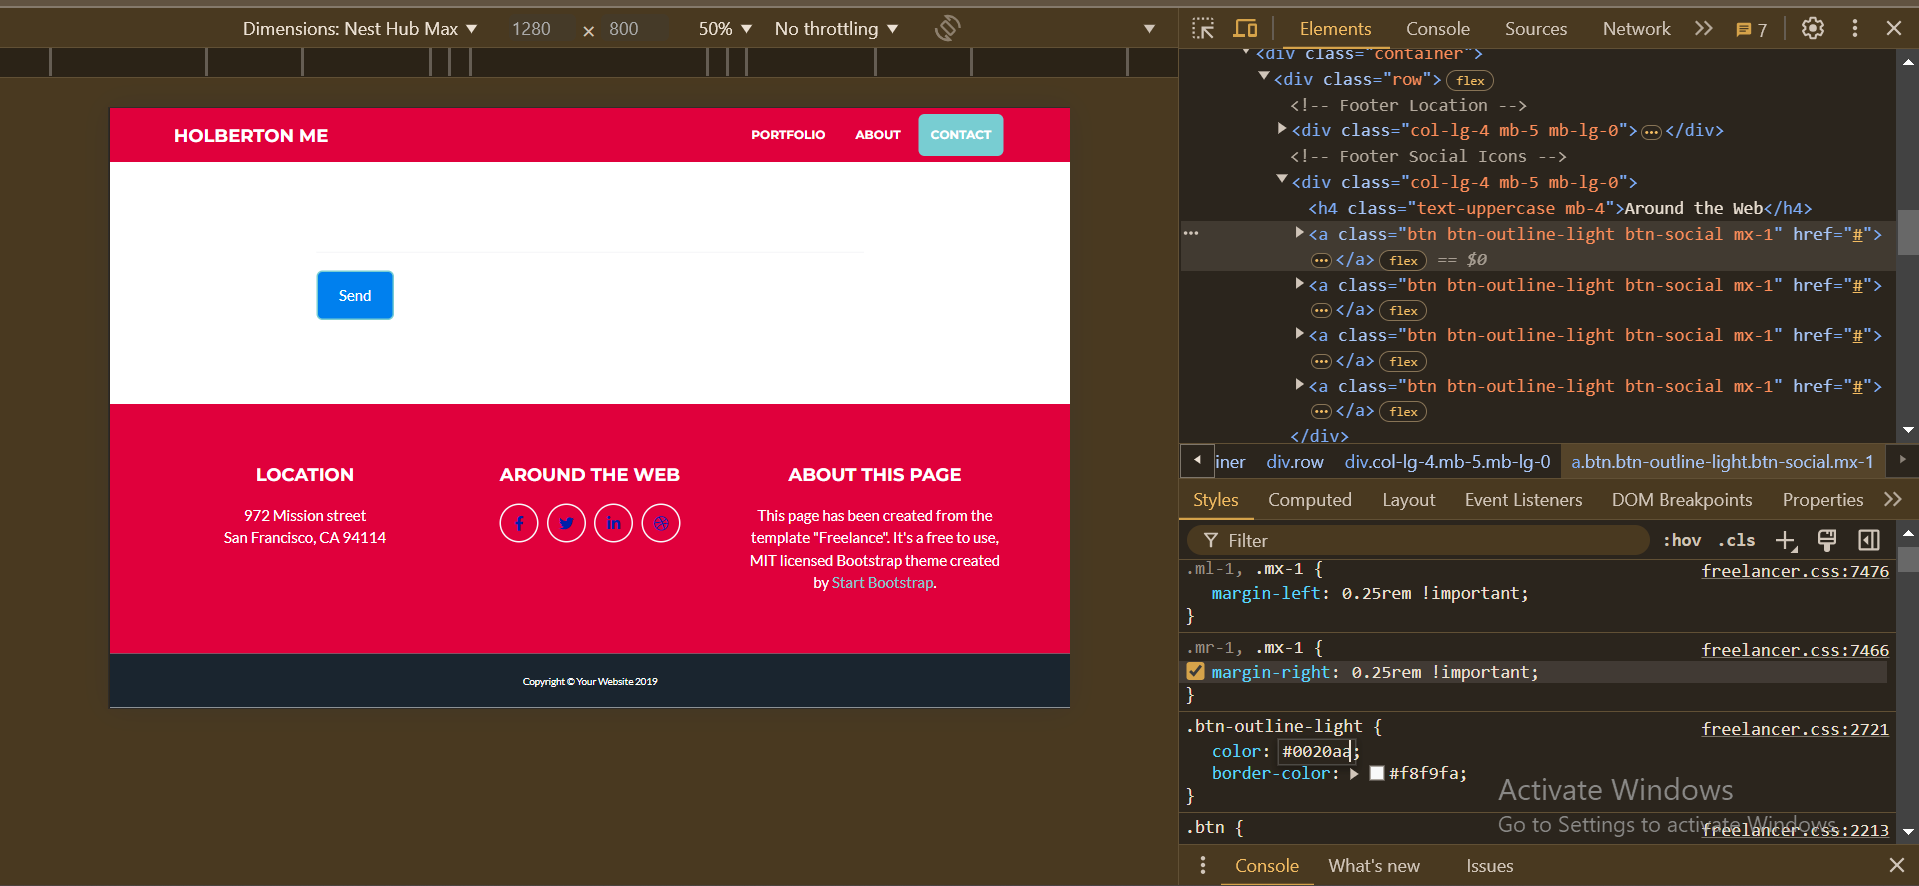 Dimensions: Nest Hub Max ▼ 1280 × 800 50% ▼ No throttling ▼
HOLBERTON ME
PORTFOLIO ABOUT CONTACT
Send
LOCATION
972 Mission street
San Francisco, CA 94114
AROUND THE WEB
ABOUT THIS PAGE
This page has been created from the
template "Freelance". It's a free to use,
MIT licensed Bootstrap theme created
by Start Bootstrap.
Copyright © Your Website 2019
Elements Console Sources Network 7
<div class="container">
<div class="row"> flex
<!-- Footer Location -->
<div class="col-lg-4 mb-5 mb-lg-0"> … </div>
<!-- Footer Social Icons -->
<div class="col-lg-4 mb-5 mb-lg-0">
<h4 class="text-uppercase mb-4">Around the Web</h4>
<a class="btn btn-outline-light btn-social mx-1" href="#">
… </a> flex == $0
<a class="btn btn-outline-light btn-social mx-1" href="#">
… </a> flex
<a class="btn btn-outline-light btn-social mx-1" href="#">
… </a> flex
<a class="btn btn-outline-light btn-social mx-1" href="#">
… </a> flex
</div>
iner div.row div.col-lg-4.mb-5.mb-lg-0 a.btn.btn-outline-light.btn-social.mx-1
Styles Computed Layout Event Listeners DOM Breakpoints Properties
Filter :hov .cls
.ml-1, .mx-1 { freelancer.css:7476
margin-left: 0.25rem !important;
}
.mr-1, .mx-1 { freelancer.css:7466
margin-right: 0.25rem !important;
}
.btn-outline-light { freelancer.css:2721
color: #0020aa;
border-color: #f8f9fa;
}
Activate Windows
Go to Settings to activate Windows.
.btn { freelancer.css:2213
Console What's new Issues